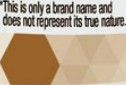 *This is only a brand name and
does not represent its true nature.